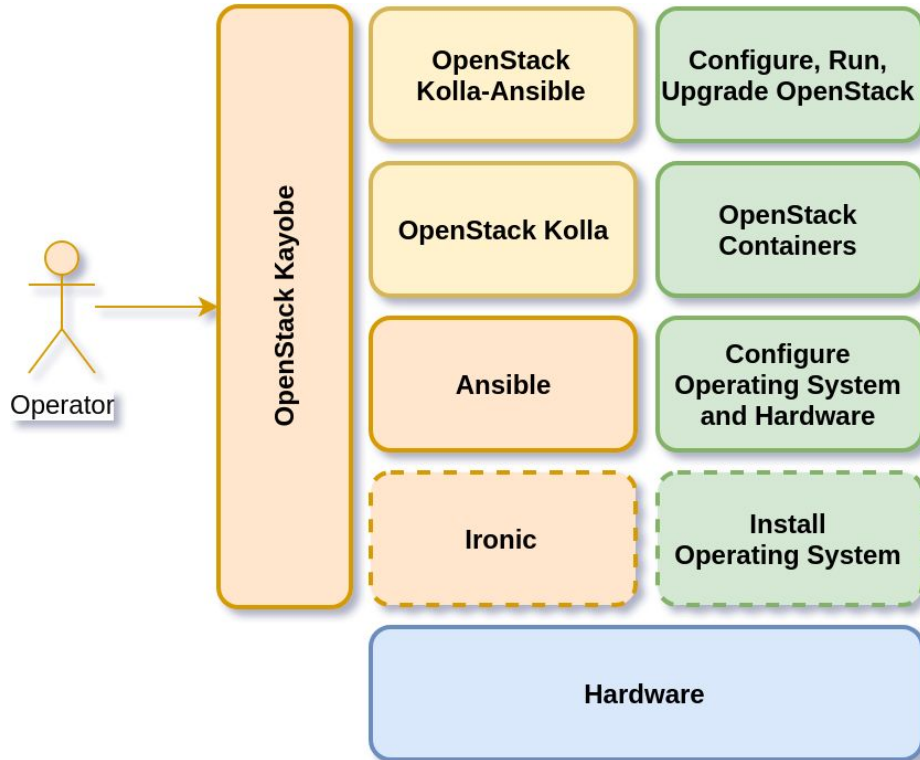 Operator
OpenStack Kayobe
OpenStack
Kolla-Ansible
Configure, Run,
Upgrade OpenStack
OpenStack Kolla
OpenStack
Containers
Ansible
Configure
Operating System
and Hardware
Ironic
Install
Operating System
Hardware